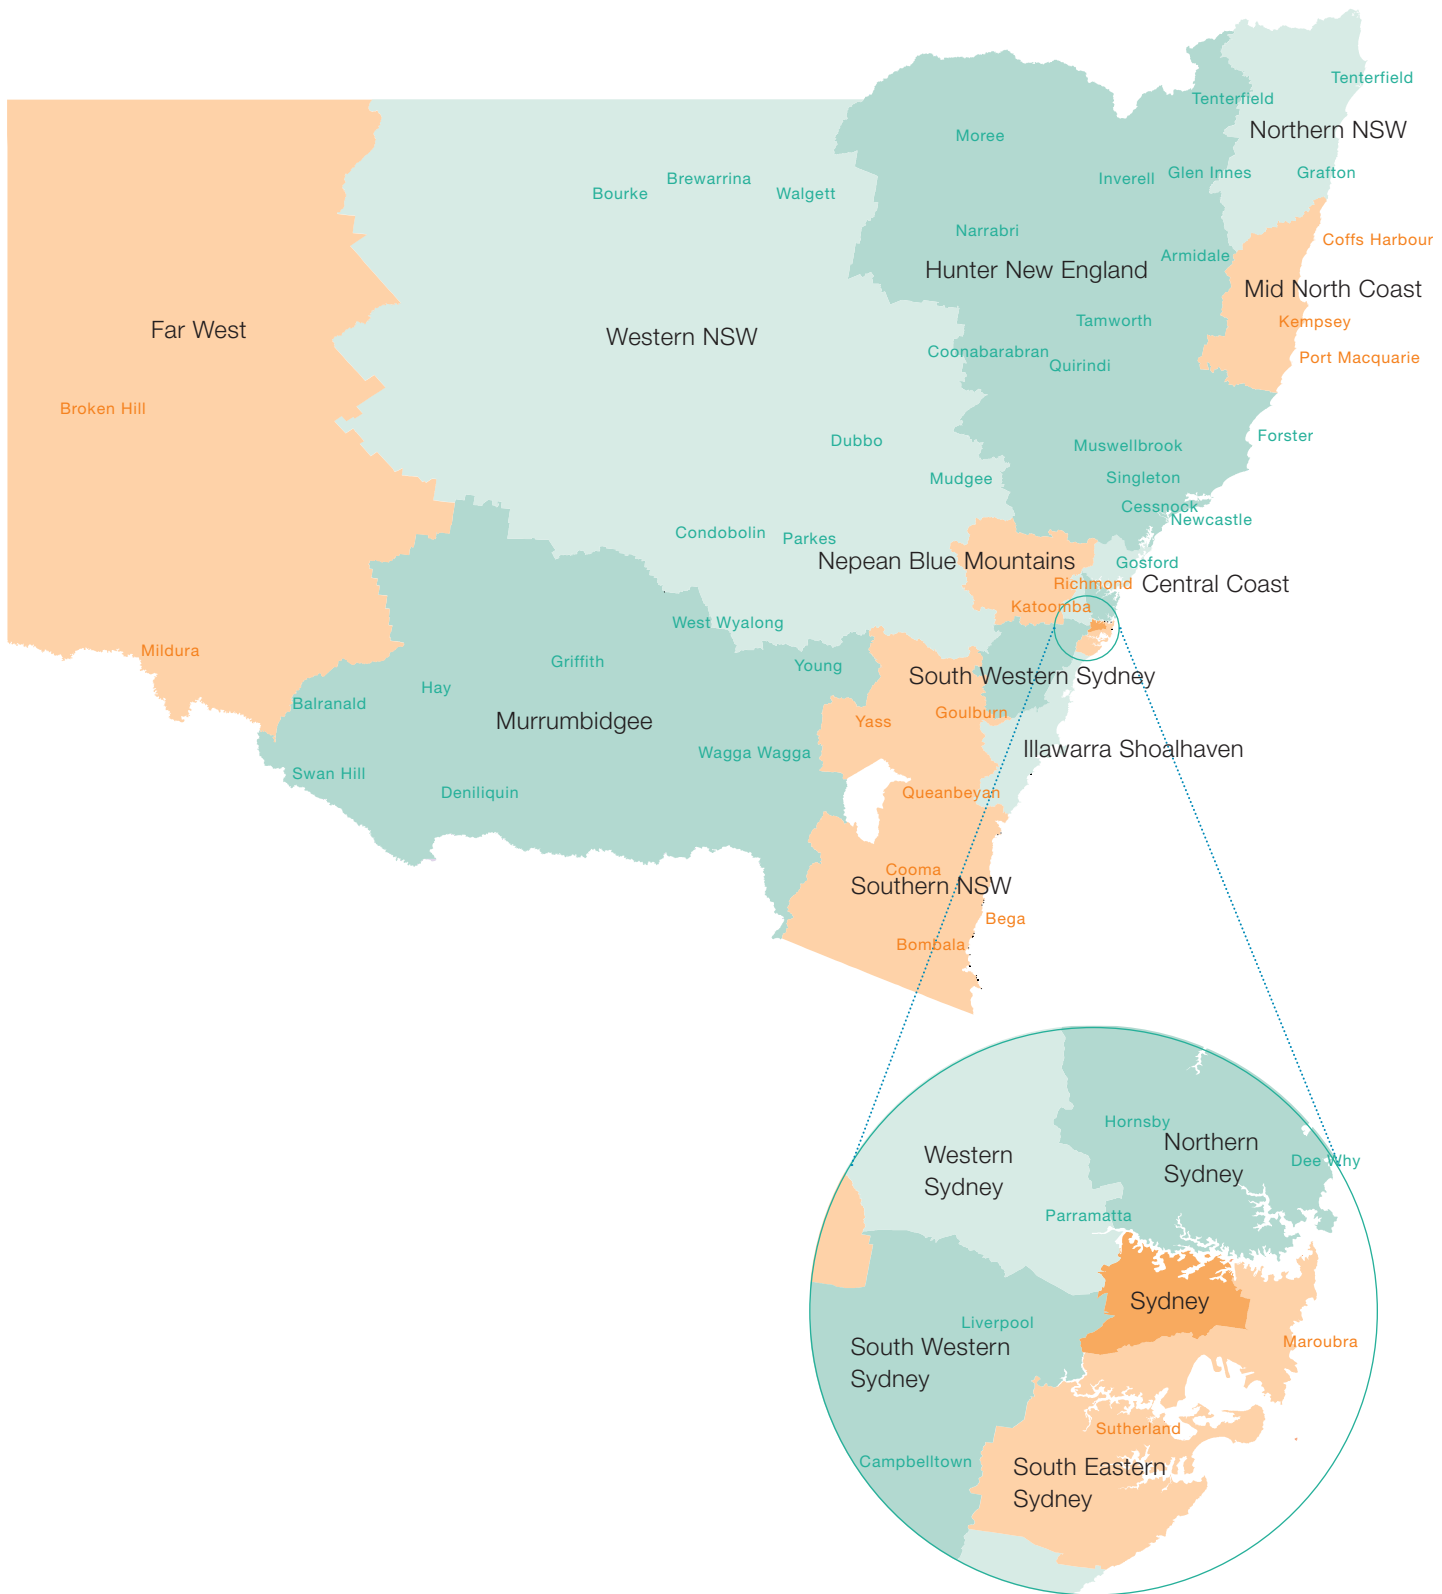 Tenterfield
Tenterfield
Northern NSW
Moree
Inverell
Glen Innes
Grafton
Bourke
Brewarrina
Walgett
Narrabri
Coffs Harbour
Armidale
Hunter New England
Mid North Coast
Kempsey
Far West
Western NSW
Tamworth
Coonabarabran
Quirindi
Port Macquarie
Broken Hill
Dubbo
Muswellbrook
Forster
Mudgee
Singleton
Cessnock
Newcastle
Condobolin
Parkes
Nepean Blue Mountains
Gosford
Richmond
Central Coast
Katoomba
West Wyalong
Mildura
Griffith
Young
South Western Sydney
Hay
Balranald
Goulburn
Murrumbidgee
Yass
Wagga Wagga
Illawarra Shoalhaven
Swan Hill
Deniliquin
Queanbeyan
Cooma
Southern NSW
Bega
Bombala
Hornsby
Northern
Sydney
Western
Sydney
Dee Why
Parramatta
Sydney
Liverpool
Maroubra
South Western
Sydney
Sutherland
Campbelltown
South Eastern
Sydney